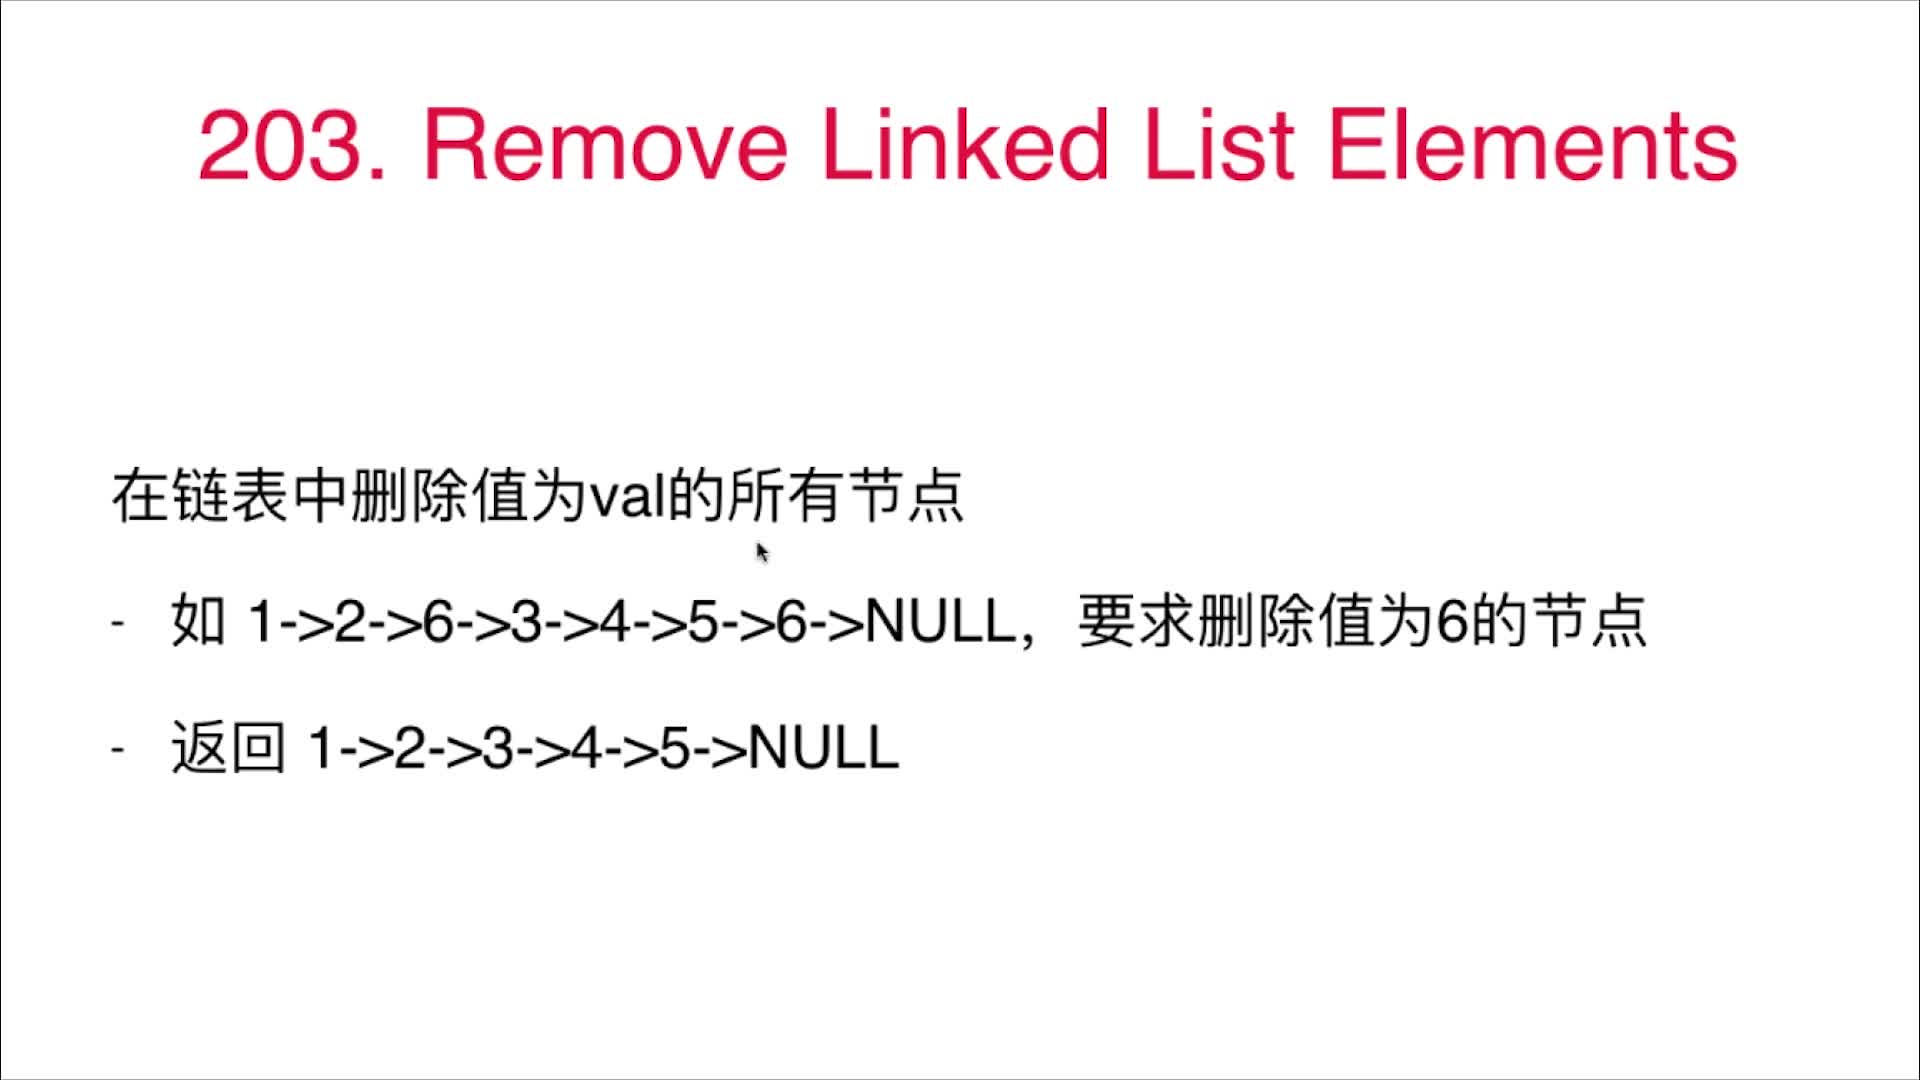 203. Remove Linked List Elements
在链表中删除值为val的所有节点
- 如 1->2->6->3->4->5->6->NULL，要求删除值为6的节点
- 返回 1->2->3->4->5->NULL